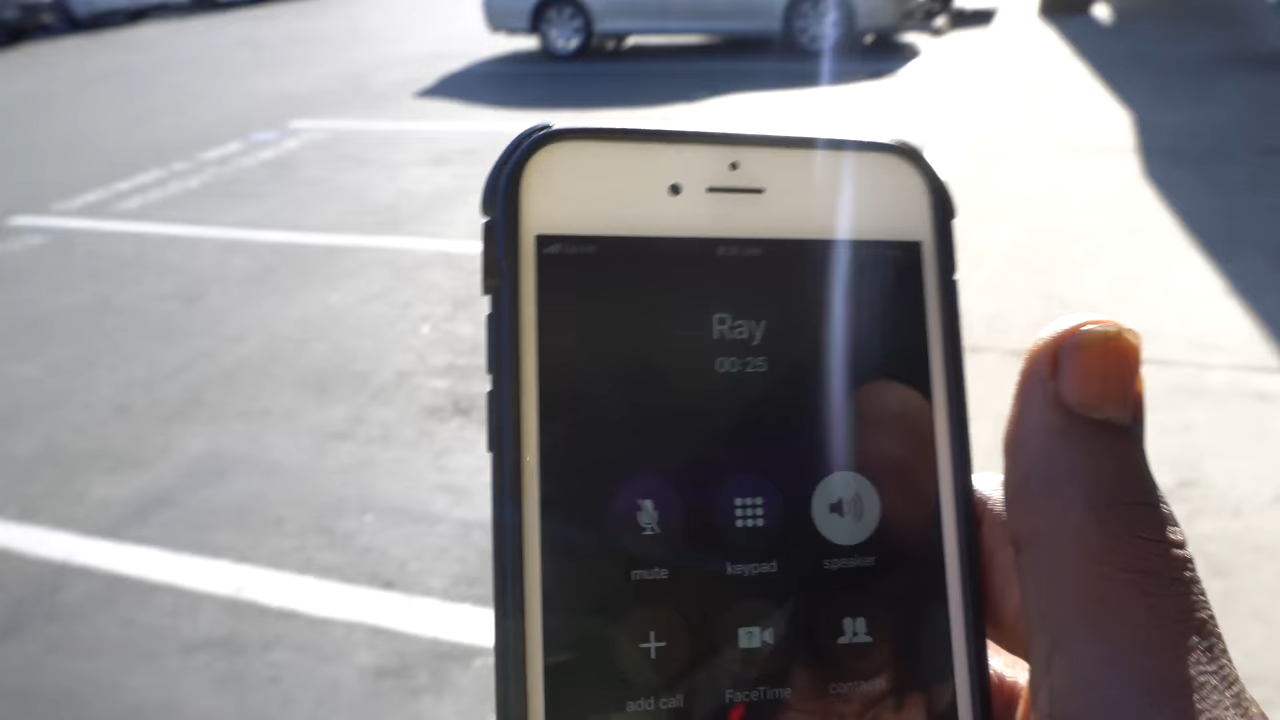 Ray
00:25
mute
keypad
speaker
add call
FaceTime
contacts